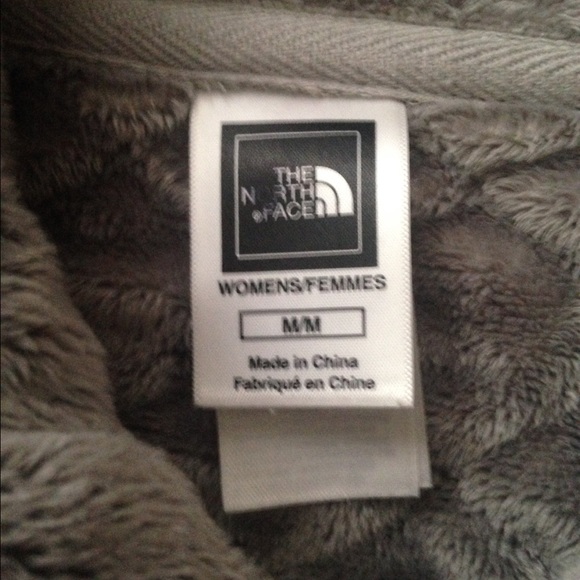 THE
NORTH
FACE
WOMENS/FEMMES
M/M
Made in China
Fabriqué en Chine